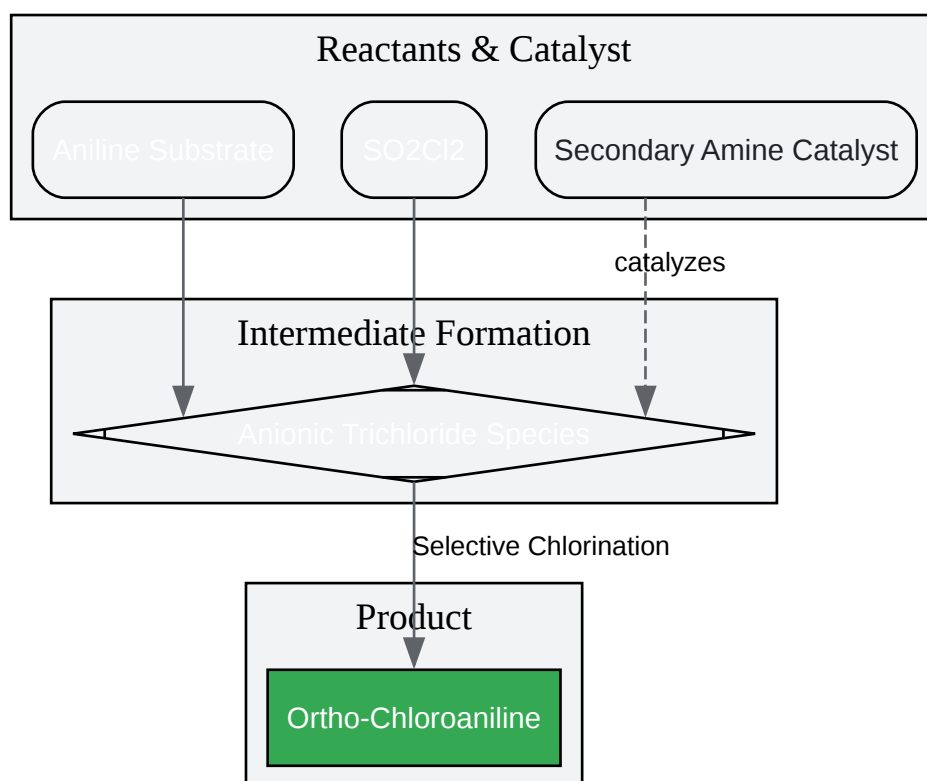 Reactants & Catalyst
Aniline Substrate
SO2Cl2
Secondary Amine Catalyst
catalyzes
Intermediate Formation
Anionic Trichloride Species
Selective Chlorination
Product
Ortho-Chloroaniline